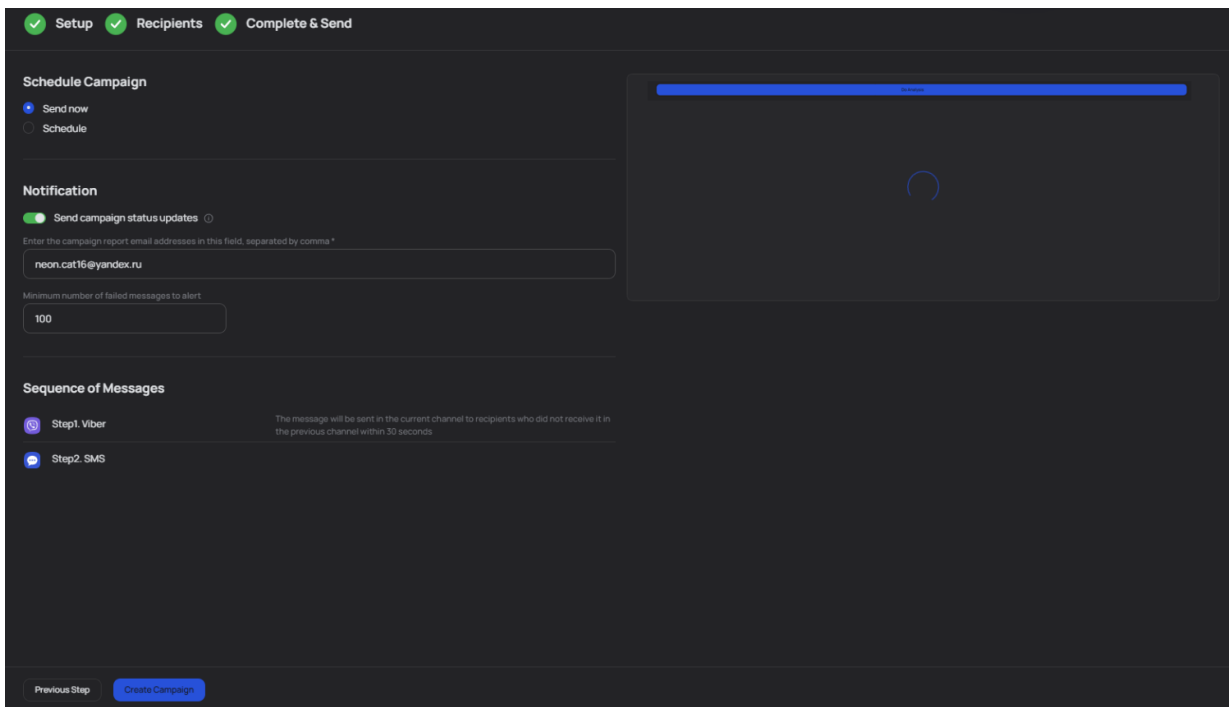 Setup Recipients Complete & Send
Schedule Campaign
Send now
Schedule
Notification
Send campaign status updates
Enter the campaign report email addresses in this field, separated by comma *
neon.cat16@yandex.ru
Minimum number of failed messages to alert
100
Sequence of Messages
Step1. Viber
The message will be sent in the current channel to recipients who did not receive it in
the previous channel within 30 seconds
Step2. SMS
Previous Step Create Campaign